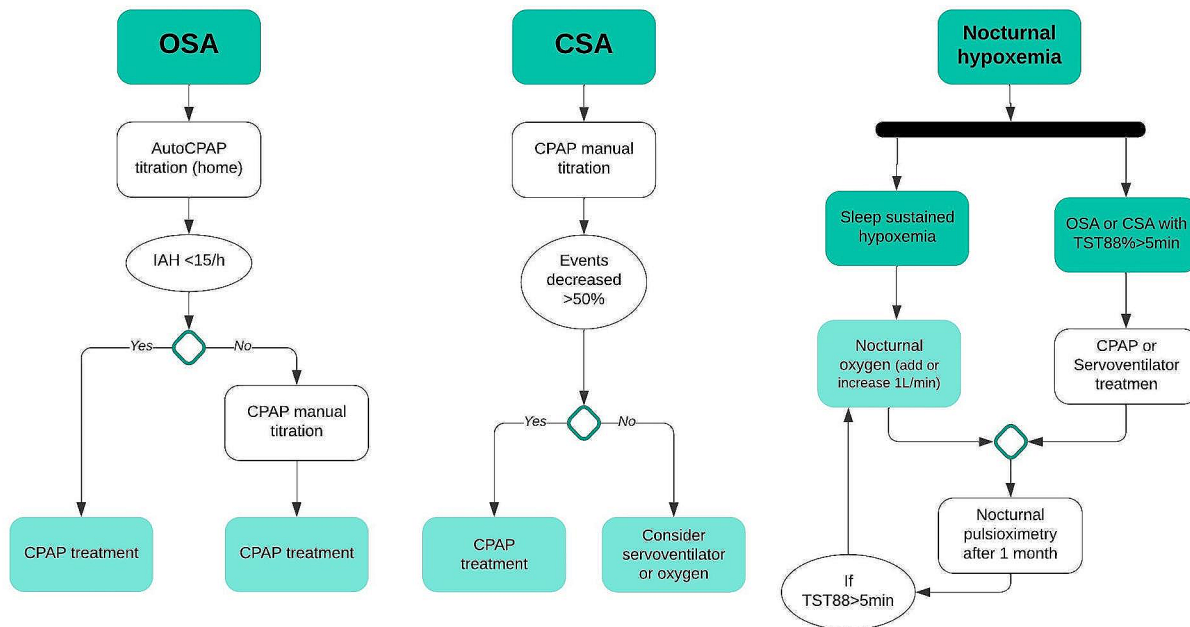 OSA
AutoCPAP
titration (home)
IAH <15/h
Yes
No
CPAP manual
titration
CPAP treatment
CPAP treatment
CSA
CPAP manual
titration
Events
decreased
>50%
Yes
No
CPAP
treatment
Consider
servoventilator
or oxygen
Nocturnal
hypoxemia
Sleep sustained
hypoxemia
OSA or CSA with
TST88%>5min
Nocturnal
oxygen (add or
increase 1L/min)
CPAP or
Servoventilator
treatmen
Nocturnal
pulsioximetry
after 1 month
If
TST88>5min